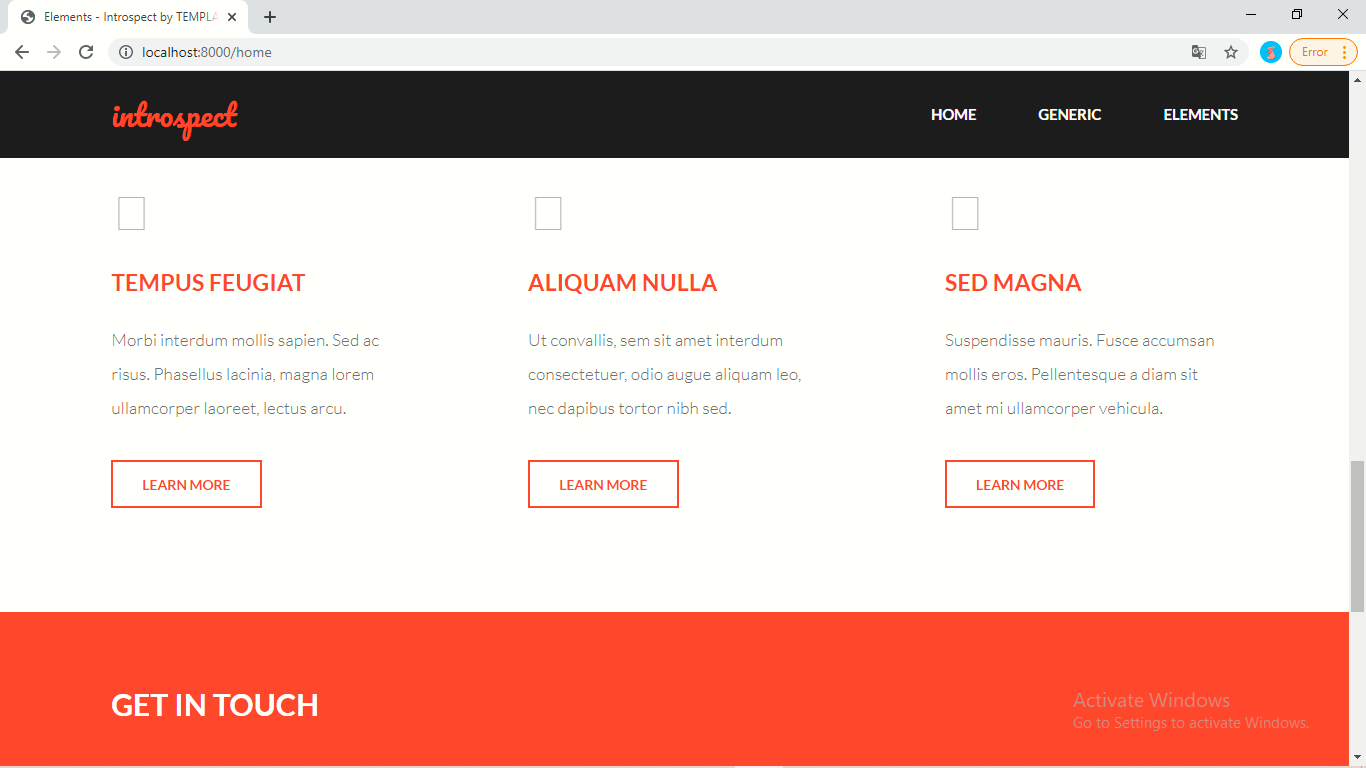 Elements - Introspect by TEMPLA
localhost:8000/home
Error
introspect
HOME GENERIC ELEMENTS
TEMPUS FEUGIAT
Morbi interdum mollis sapien. Sed ac
risus. Phasellus lacinia, magna lorem
ullamcorper laoreet, lectus arcu.
LEARN MORE
ALIQUAM NULLA
Ut convallis, sem sit amet interdum
consectetuer, odio augue aliquam leo,
nec dapibus tortor nibh sed.
LEARN MORE
SED MAGNA
Suspendisse mauris. Fusce accumsan
mollis eros. Pellentesque a diam sit
amet mi ullamcorper vehicula.
LEARN MORE
GET IN TOUCH
Activate Windows
Go to Settings to activate Windows.